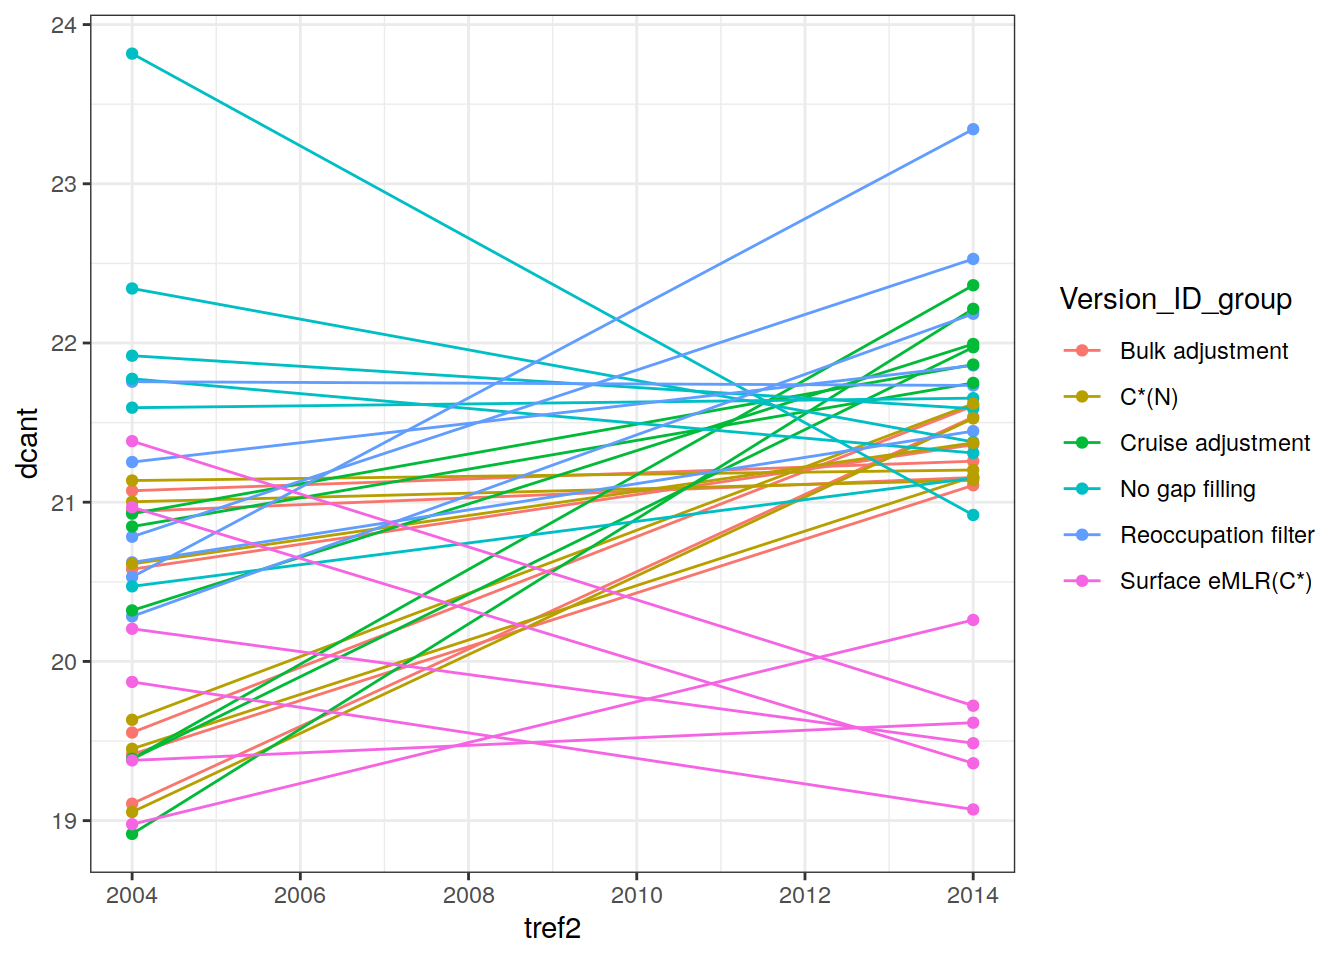 24
23
22
21
20
19
dcant
2004
2006
2008
2010
2012
2014
tref2
Version_ID_group
Bulk adjustment
C*(N)
Cruise adjustment
No gap filling
Reoccupation filter
Surface eMLR(C*)